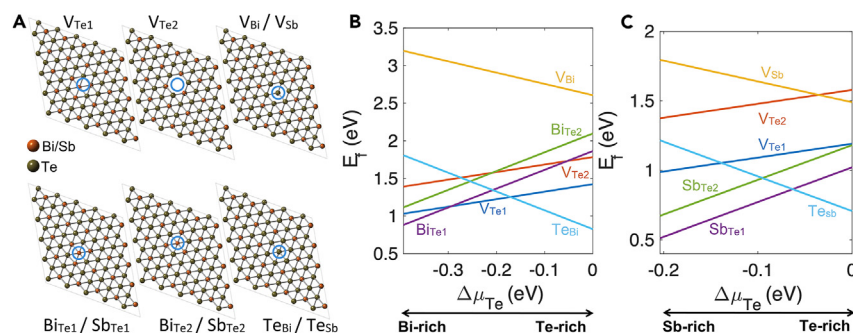 A
V_Te1
V_Te2
V_Bi / V_Sb
Bi/Sb
Te
Bi_Te1 / Sb_Te1
Bi_Te2 / Sb_Te2
Te_Bi / Te_Sb
B
3.5
3
2.5
2
1.5
1
0.5
E_f (eV)
V_Bi
Bi_Te2
V_Te2
V_Te1
Bi_Te1
Te_Bi
-0.3
-0.2
-0.1
0
Δμ_Te (eV)
Bi-rich
Te-rich
C
2
1.5
1
0.5
E_f (eV)
V_Sb
V_Te2
V_Te1
Sb_Te2
Te_sb
Sb_Te1
-0.2
-0.1
0
Δμ_Te (eV)
Sb-rich
Te-rich